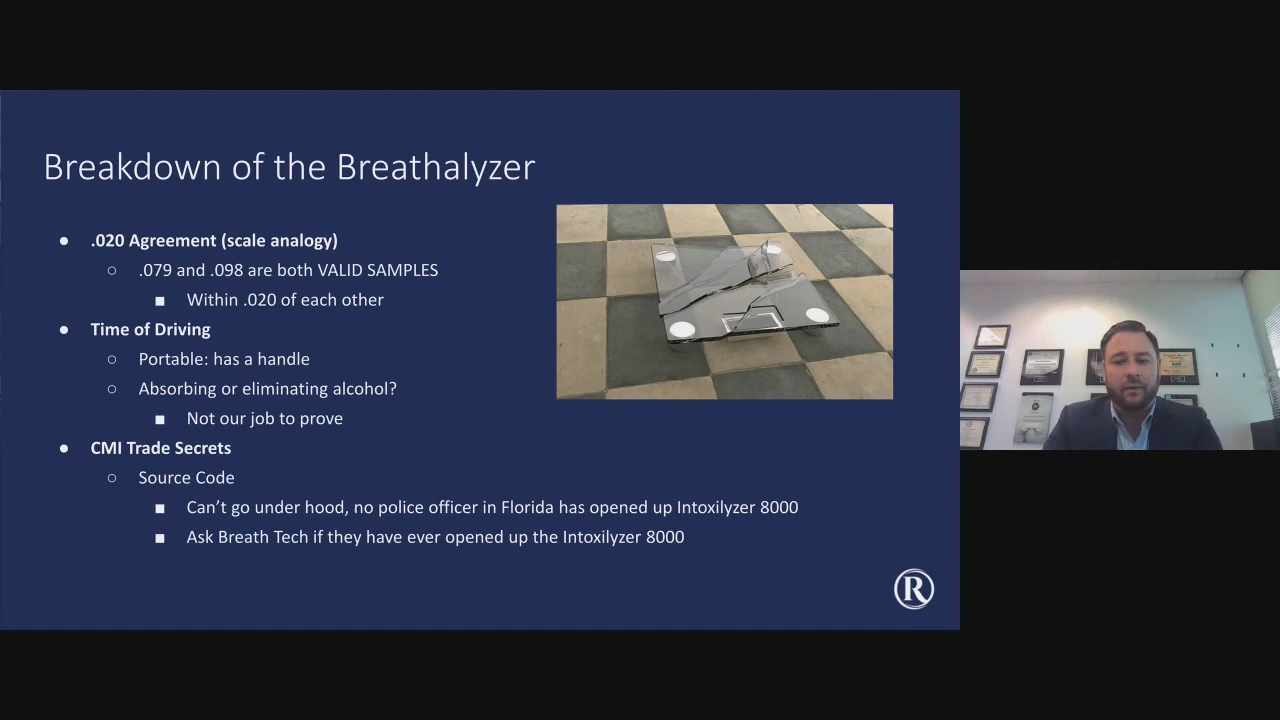 Breakdown of the Breathalyzer
● .020 Agreement (scale analogy)
○ .079 and .098 are both VALID SAMPLES
■ Within .020 of each other
● Time of Driving
○ Portable: has a handle
○ Absorbing or eliminating alcohol?
■ Not our job to prove
● CMI Trade Secrets
○ Source Code
■ Can’t go under hood, no police officer in Florida has opened up Intoxilyzer 8000
■ Ask Breath Tech if they have ever opened up the Intoxilyzer 8000
R